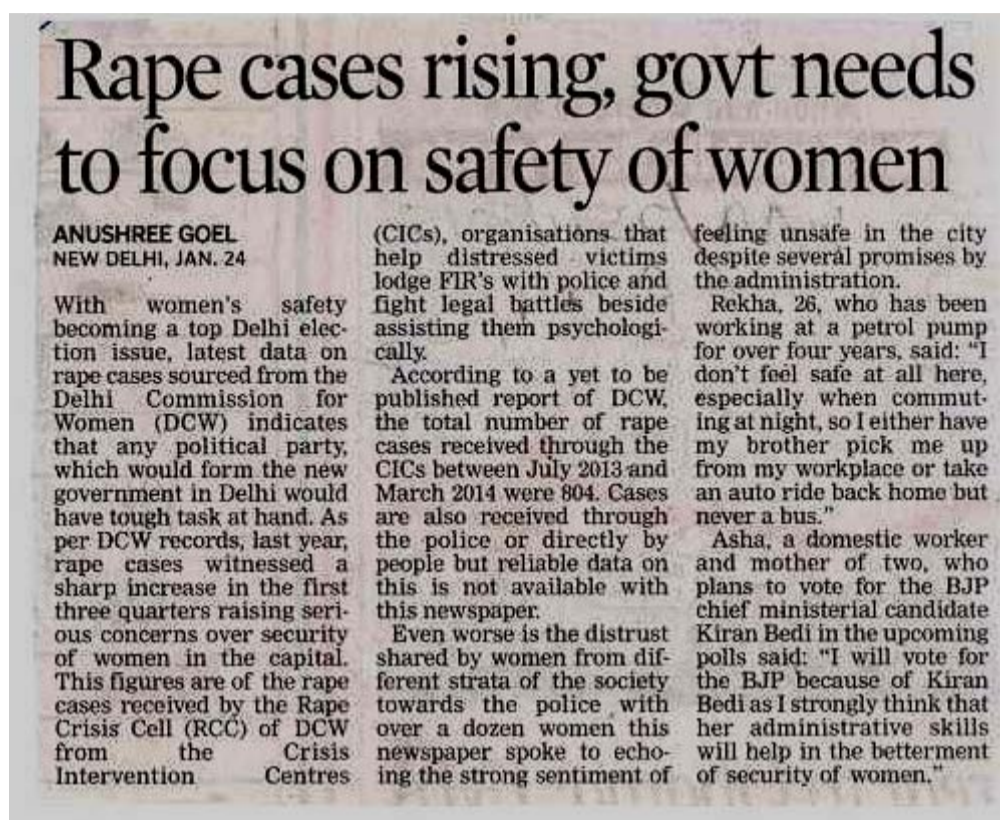 Rape cases rising, govt needs
to focus on safety of women
ANUSHREE GOEL
NEW DELHI, JAN. 24
With women's safety
becoming a top Delhi elec-
tion issue, latest data on
rape cases sourced from the
Delhi Commission for
Women (DCW) indicates
that any political party,
which would form the new
government in Delhi would
have tough task at hand. As
per DCW records, last year,
rape cases witnessed a
sharp increase in the first
three quarters raising seri-
ous concerns over security
of women in the capital.
This figures are of the rape
cases received by the Rape
Crisis Cell (RCC) of DCW
from the Crisis
Intervention Centres
(CICs), organisations that
help distressed victims
lodge FIR's with police and
fight legal battles beside
assisting them psychologi-
cally.
According to a yet to be
published report of DCW,
the total number of rape
cases received through the
CICs between July 2013 and
March 2014 were 804. Cases
are also received through
the police or directly by
people but reliable data on
this is not available with
this newspaper.
Even worse is the distrust
shared by women from dif-
ferent strata of the society
towards the police with
over a dozen women this
newspaper spoke to echo-
ing the strong sentiment of
feeling unsafe in the city
despite several promises by
the administration.
Rekha, 26, who has been
working at a petrol pump
for over four years, said: “I
don't feel safe at all here,
especially when commut-
ing at night, so I either have
my brother pick me up
from my workplace or take
an auto ride back home but
never a bus.”
Asha, a domestic worker
and mother of two, who
plans to vote for the BJP
chief ministerial candidate
Kiran Bedi in the upcoming
polls said: “I will vote for
the BJP because of Kiran
Bedi as I strongly think that
her administrative skills
will help in the betterment
of security of women.”